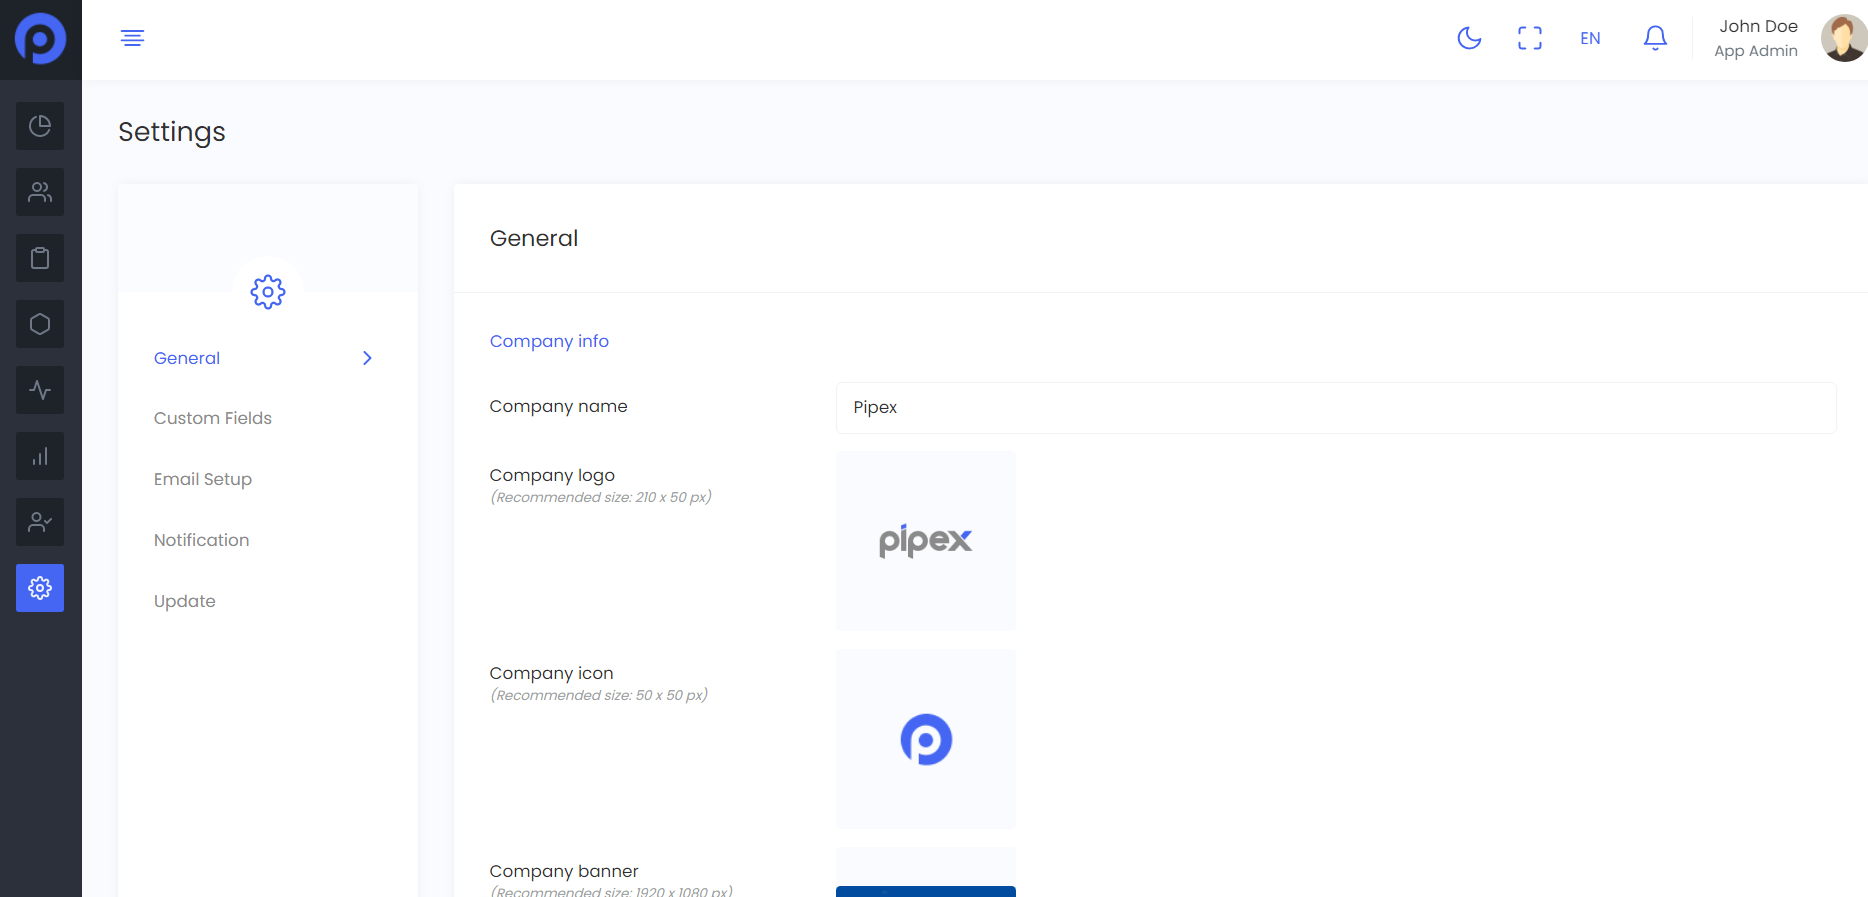 EN
John Doe
App Admin
Settings
General
Custom Fields
Email Setup
Notification
Update
General
Company info
Company name
Pipex
Company logo
(Recommended size: 210 x 50 px)
pipex
Company icon
(Recommended size: 50 x 50 px)
Company banner
(Recommended size: 1920 x 1080 px)